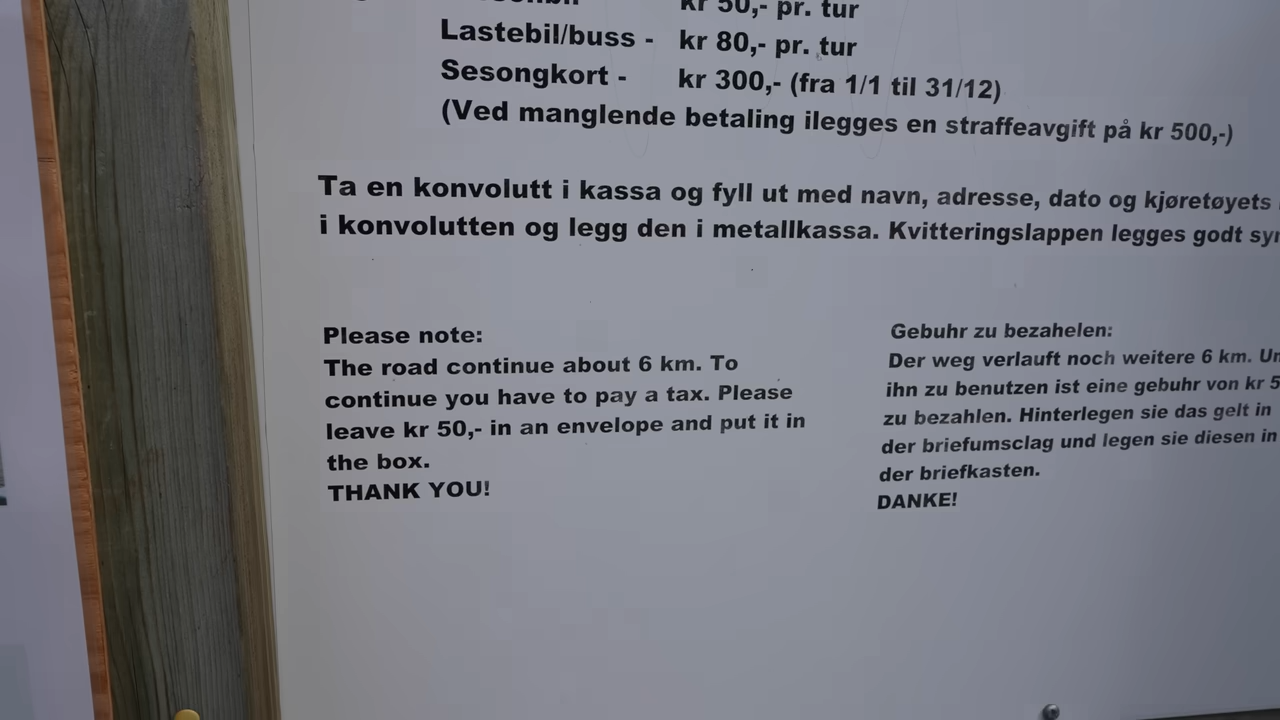 kr 50,- pr. tur
Lastebil/buss - kr 80,- pr. tur
Sesongkort - kr 300,- (fra 1/1 til 31/12)
(Ved manglende betaling ilegges en straffeavgift på kr 500,-)
Ta en konvolutt i kassa og fyll ut med navn, adresse, dato og kjøretøyets
i konvolutten og legg den i metallkassa. Kvitteringslappen legges godt
Please note:
The road continue about 6 km. To
continue you have to pay a tax. Please
leave kr 50,- in an envelope and put it in
the box.
THANK YOU!
Gebuhr zu bezahelen:
Der weg verlauft noch weitere 6 km.
ihn zu benutzen ist eine gebuhr von kr
zu bezahlen. Hinterlegen sie das gelt in
der briefumsclag und legen sie diesen in
der briefkasten.
DANKE!